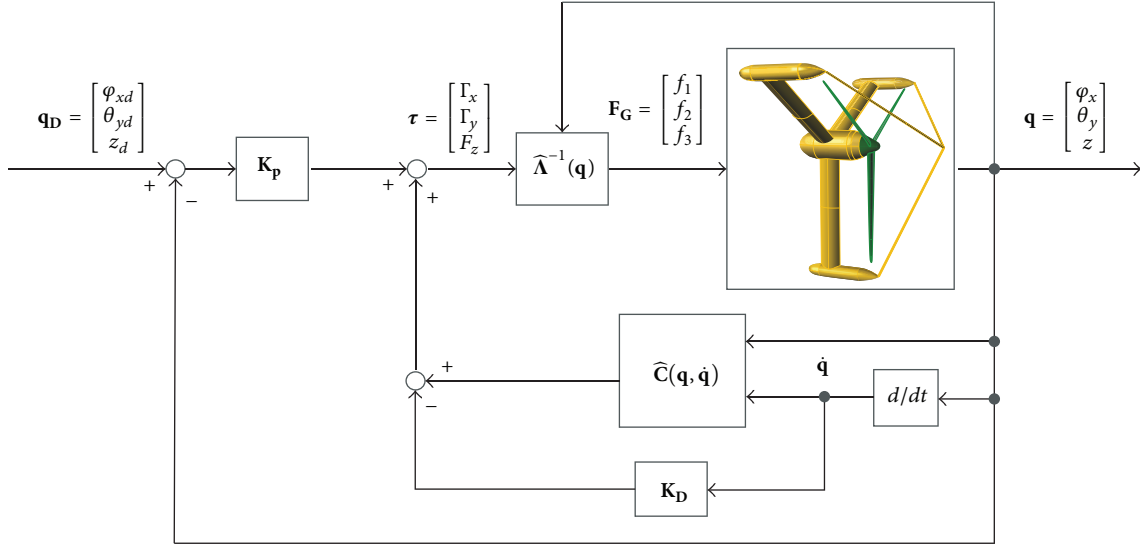 q_D = [φ_xd θ_yd z_d]
τ = [Γ_x Γ_y F_z]
F_G = [f_1 f_2 f_3]
q = [φ_x θ_y z]
+
−
K_p
+
+
Λ̂⁻¹(q)
+
−
Ĉ(q, q̇)
q̇
d/dt
K_D